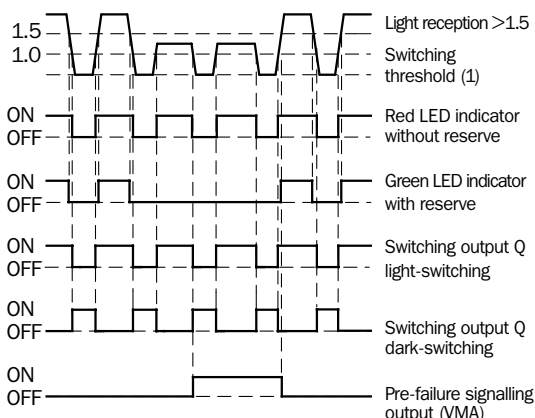 1.5
1.0
Light reception >1.5
Switching
threshold (1)
ON
OFF
Red LED indicator
without reserve
ON
OFF
Green LED indicator
with reserve
ON
OFF
Switching output Q
light-switching
ON
OFF
Switching output Q
dark-switching
ON
OFF
Pre-failure signalling
output (VMA)